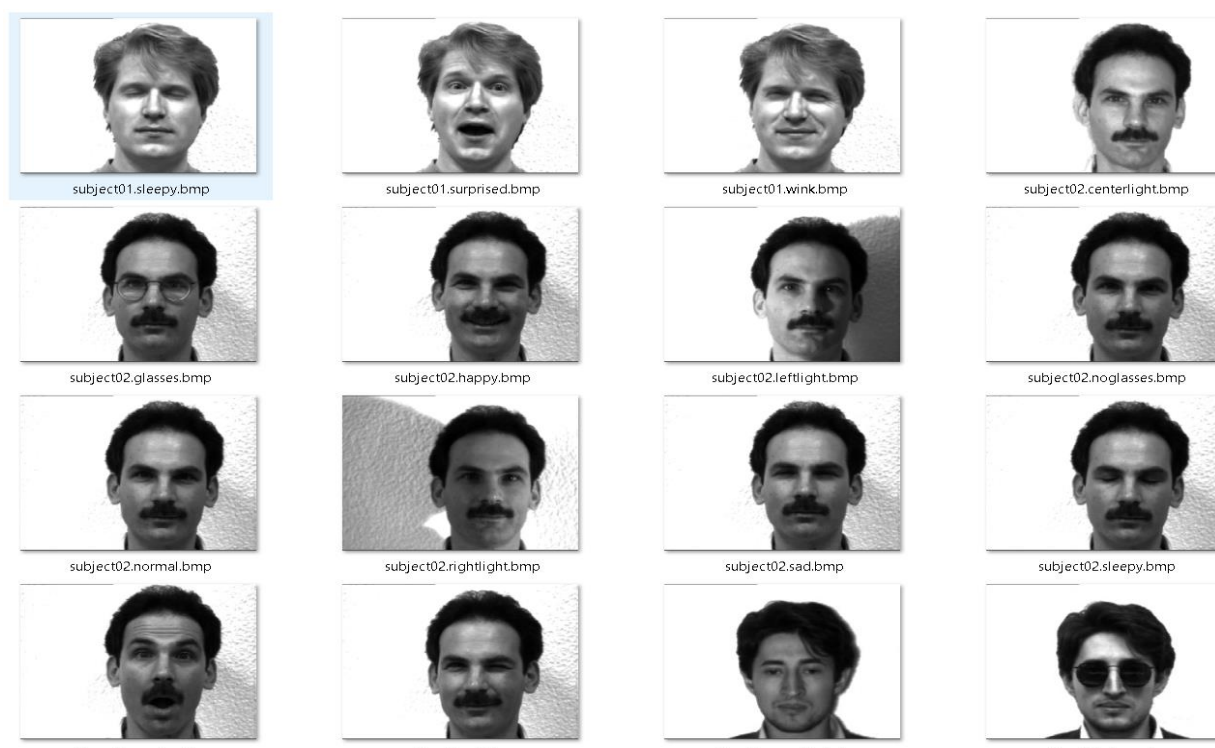 subject01.sleepy.bmp
subject01.surprised.bmp
subject01.wink.bmp
subject02.centerlight.bmp
subject02.glasses.bmp
subject02.happy.bmp
subject02.leftlight.bmp
subject02.noglasses.bmp
subject02.normal.bmp
subject02.rightlight.bmp
subject02.sad.bmp
subject02.sleepy.bmp